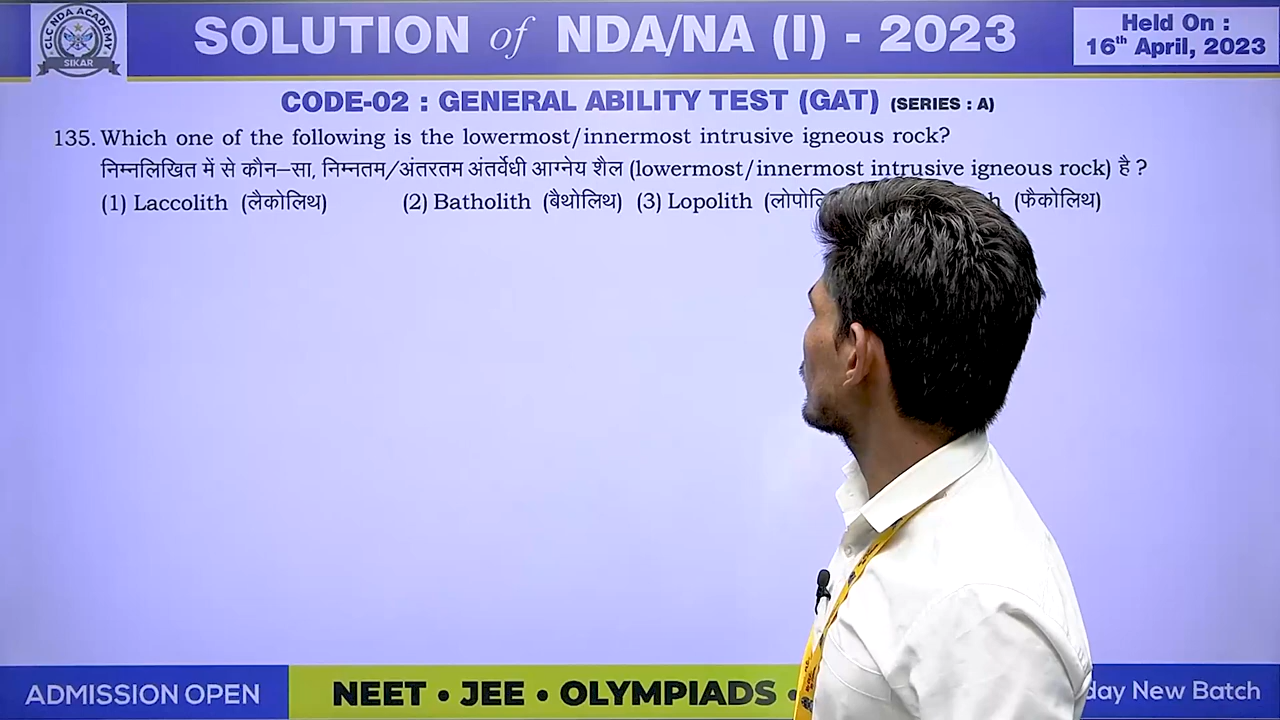 CLC NDA ACADEMY
SIKAR
SOLUTION of NDA/NA (I) - 2023
Held On :
16th April, 2023
CODE-02 : GENERAL ABILITY TEST (GAT) (SERIES : A)
135. Which one of the following is the lowermost/innermost intrusive igneous rock?
निम्नलिखित में से कौन–सा, निम्नतम/अंतरतम अंतर्वेधी आग्नेय शैल (lowermost/innermost intrusive igneous rock) है ?
(1) Laccolith (लैकोलिथ) (2) Batholith (बैथोलिथ) (3) Lopolith (फैकोलिथ)
ADMISSION OPEN
NEET • JEE • OLYMPIADS •
New Batch